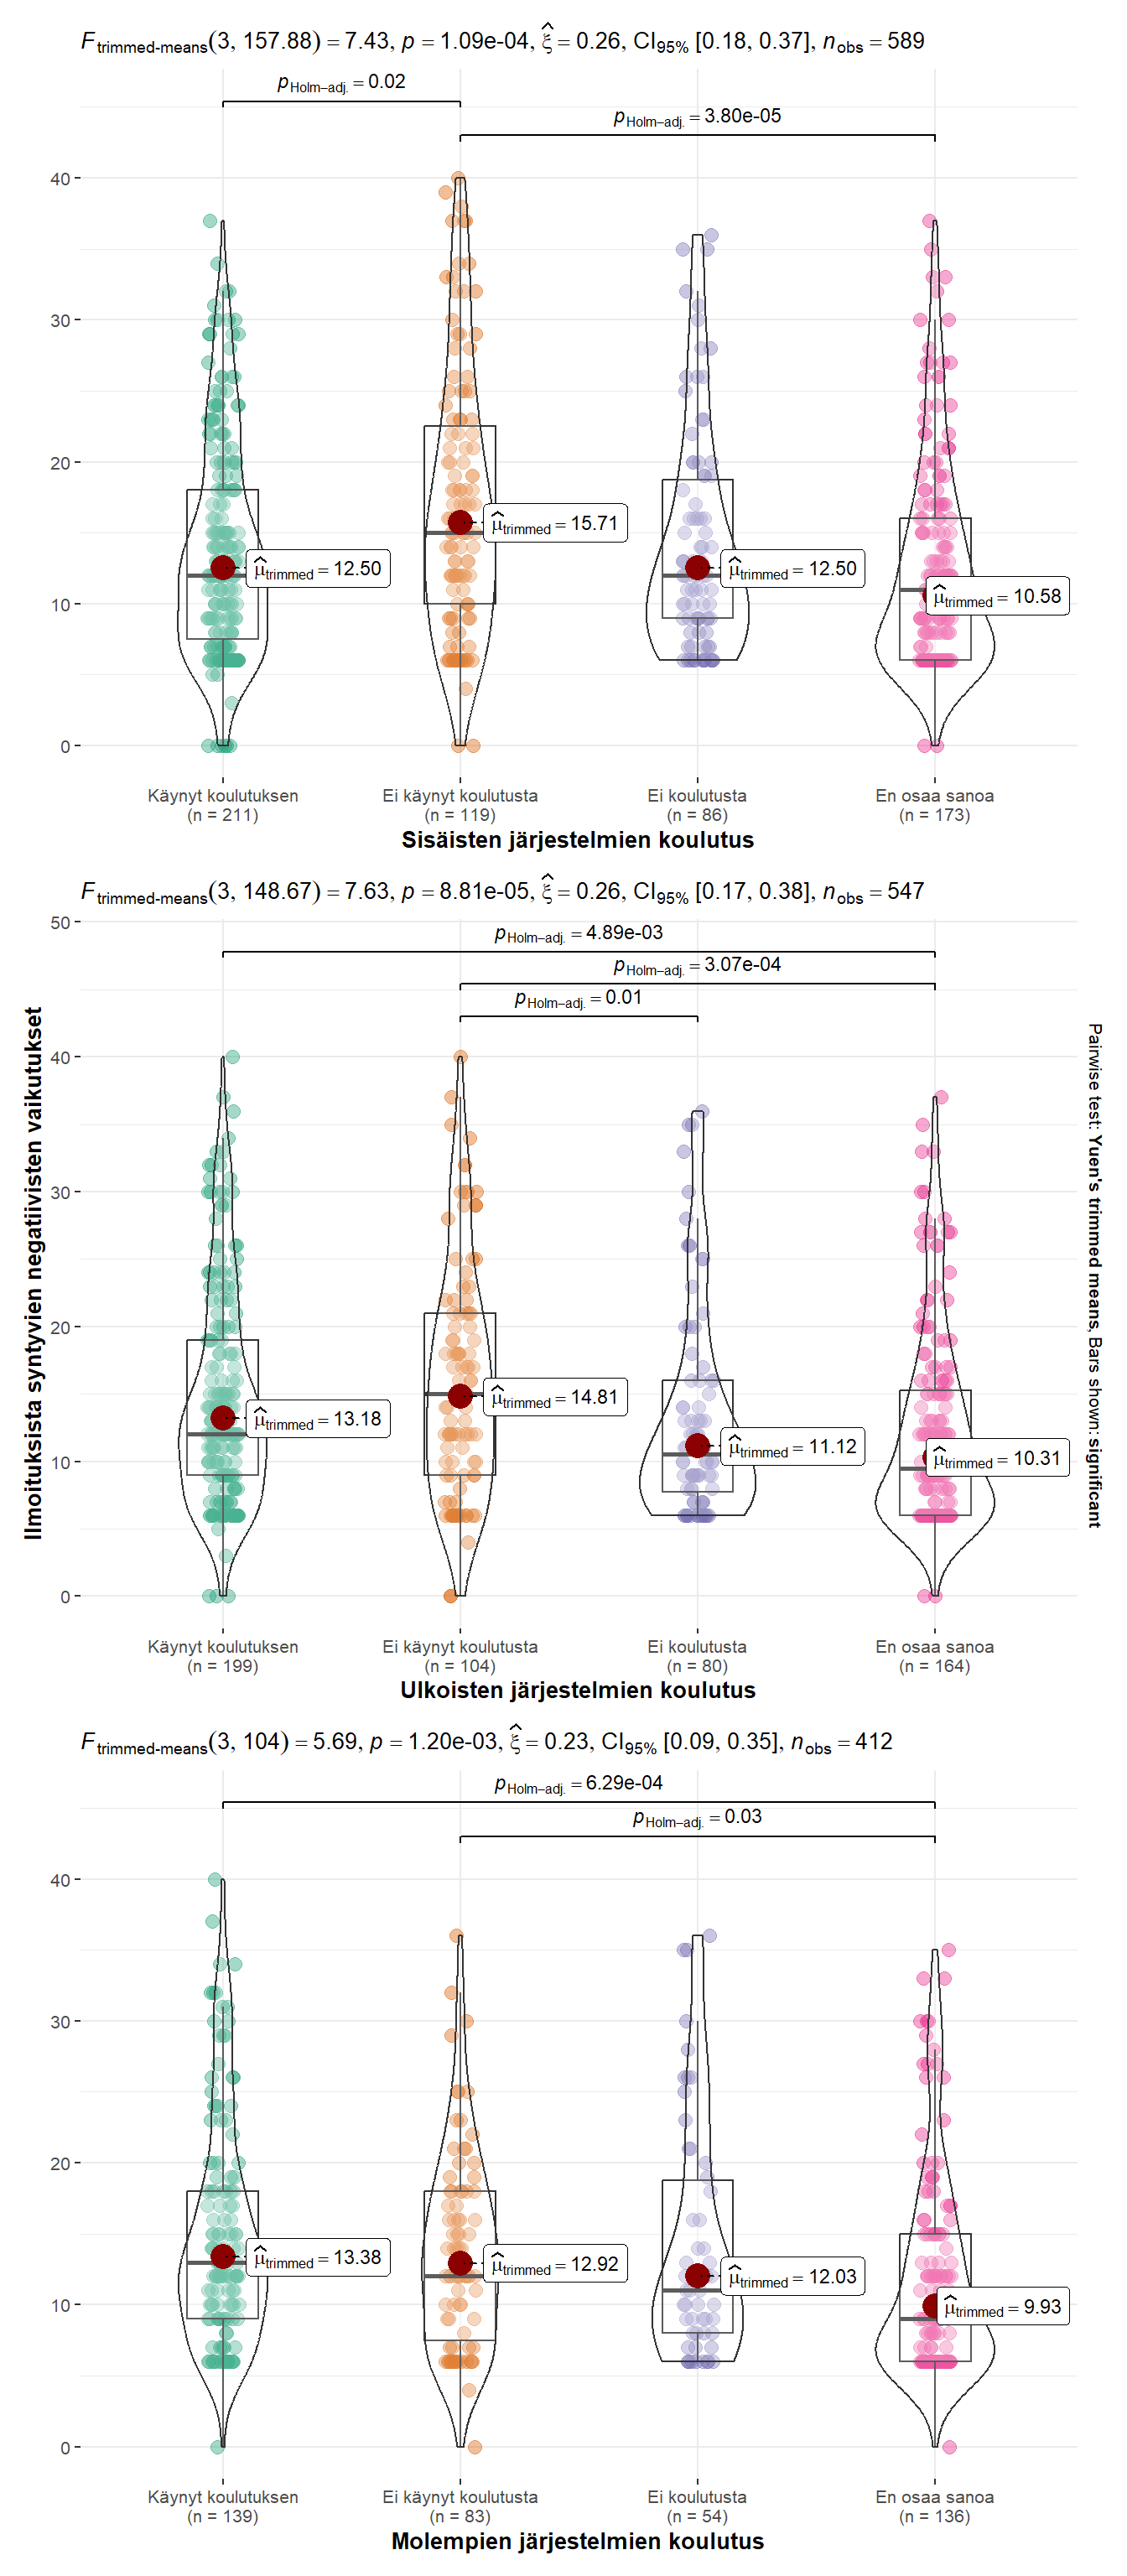 F trimmed-means(3, 157.88) = 7.43, p = 1.09e-04, ξ̂ = 0.26, CI95% [0.18, 0.37], nobs = 589
pHolm–adj. = 0.02
pHolm–adj. = 3.80e-05
40
30
20
10
0
μ̂trimmed = 12.50
μ̂trimmed = 15.71
μ̂trimmed = 12.50
μ̂trimmed = 10.58
Käynyt koulutuksen
(n = 211)
Ei käynyt koulutusta
(n = 119)
Ei koulutusta
(n = 86)
En osaa sanoa
(n = 173)
Sisäisten järjestelmien koulutus
Ilmoituksista syntyvien negatiivisten vaikutukset
F trimmed-means(3, 148.67) = 7.63, p = 8.81e-05, ξ̂ = 0.26, CI95% [0.17, 0.38], nobs = 547
pHolm–adj. = 4.89e-03
pHolm–adj. = 3.07e-04
pHolm–adj. = 0.01
50
40
30
20
10
0
μ̂trimmed = 13.18
μ̂trimmed = 14.81
μ̂trimmed = 11.12
μ̂trimmed = 10.31
Käynyt koulutuksen
(n = 199)
Ei käynyt koulutusta
(n = 104)
Ei koulutusta
(n = 80)
En osaa sanoa
(n = 164)
Ulkoisten järjestelmien koulutus
Pairwise test: Yuen's trimmed means, Bars shown: significant
F trimmed-means(3, 104) = 5.69, p = 1.20e-03, ξ̂ = 0.23, CI95% [0.09, 0.35], nobs = 412
pHolm–adj. = 6.29e-04
pHolm–adj. = 0.03
40
30
20
10
0
μ̂trimmed = 13.38
μ̂trimmed = 12.92
μ̂trimmed = 12.03
μ̂trimmed = 9.93
Käynyt koulutuksen
(n = 139)
Ei käynyt koulutusta
(n = 83)
Ei koulutusta
(n = 54)
En osaa sanoa
(n = 136)
Molempien järjestelmien koulutus